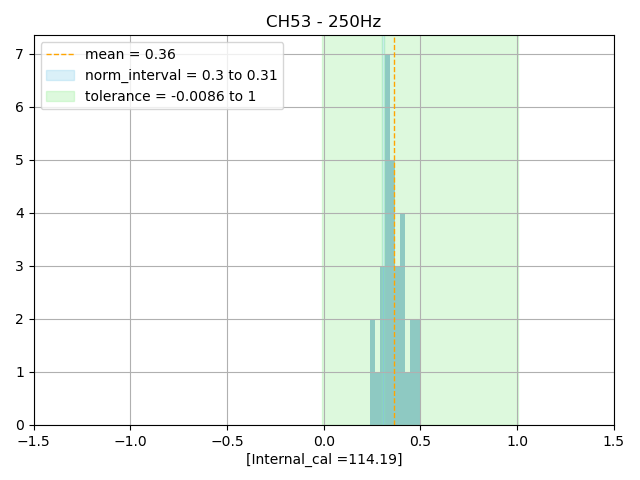 CH53 - 250Hz
mean = 0.36
norm_interval = 0.3 to 0.31
tolerance = -0.0086 to 1
7
6
5
4
3
2
1
0
−1.5 −1.0 −0.5 0.0 0.5 1.0 1.5
[Internal_cal =114.19]